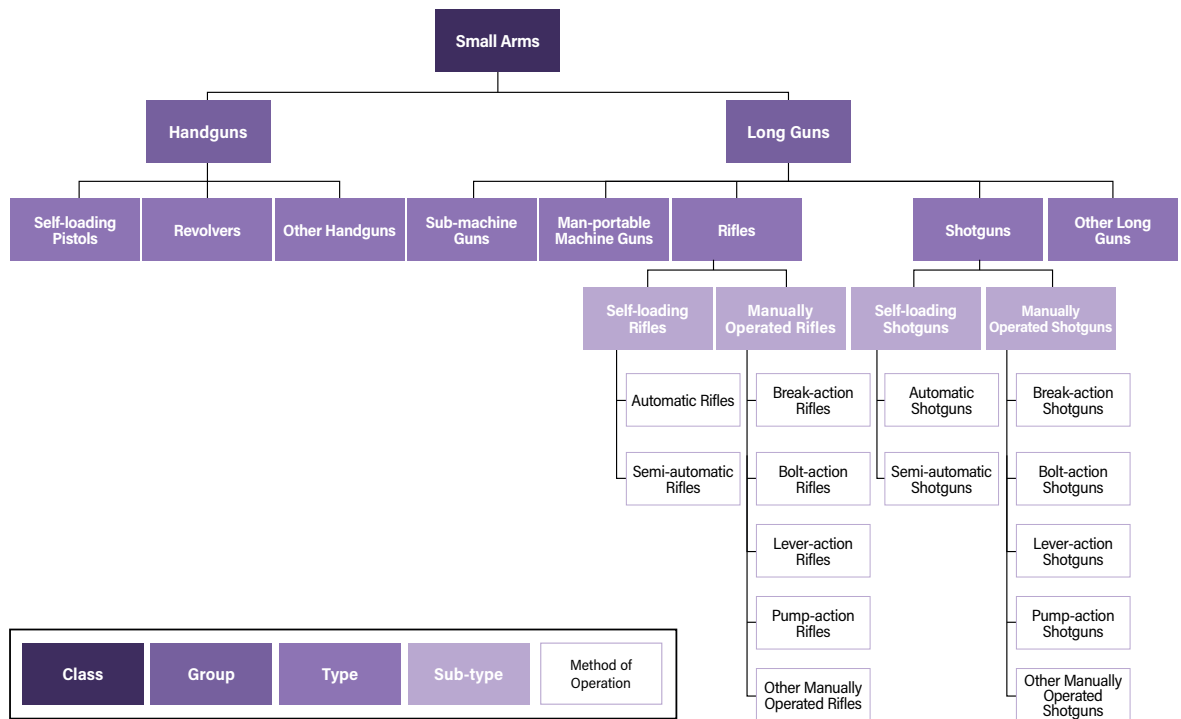 Small Arms
Handguns
Long Guns
Self-loading
Pistols
Revolvers
Other Handguns
Sub-machine
Guns
Man-portable
Machine Guns
Rifles
Shotguns
Other Long
Guns
Self-loading
Rifles
Manually
Operated Rifles
Self-loading
Shotguns
Manually
Operated Shotguns
Automatic Rifles
Break-action
Rifles
Automatic
Shotguns
Break-action
Shotguns
Semi-automatic
Rifles
Bolt-action
Rifles
Semi-automatic
Shotguns
Bolt-action
Shotguns
Lever-action
Rifles
Lever-action
Shotguns
Pump-action
Rifles
Pump-action
Shotguns
Other Manually
Operated Rifles
Other Manually
Operated
Shotguns
Class
Group
Type
Sub-type
Method of
Operation